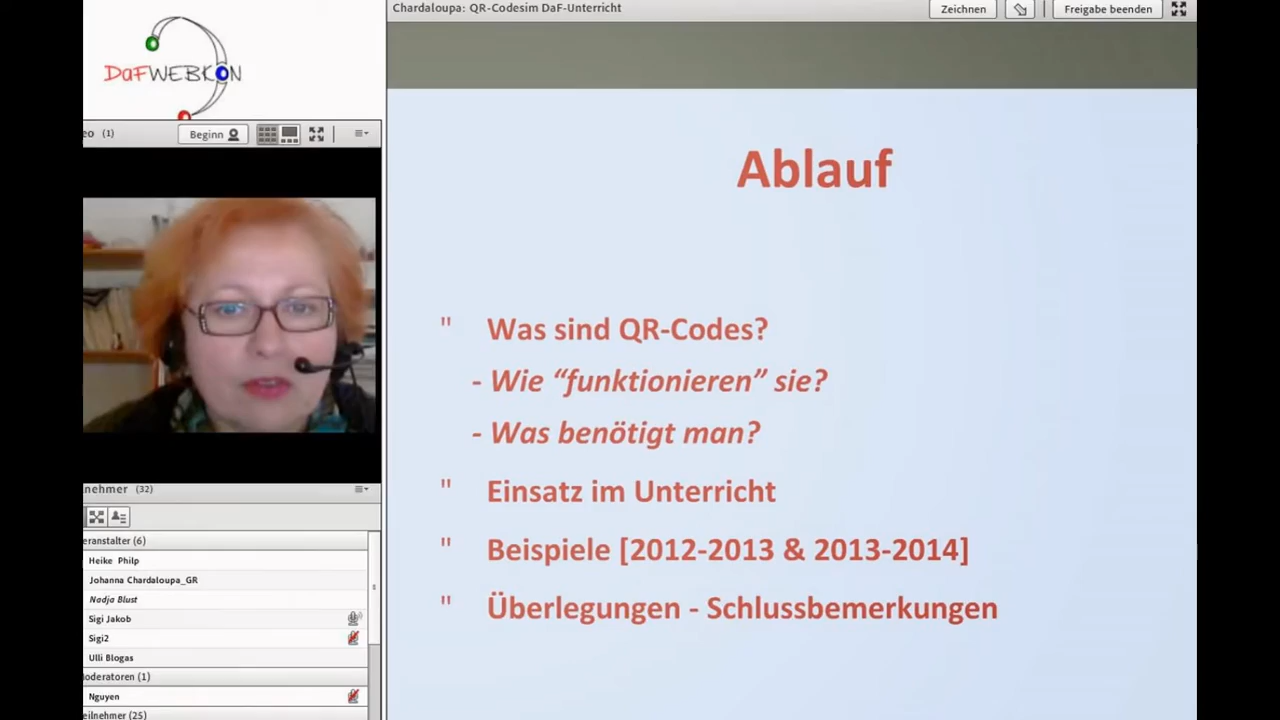 Chardaloupa: QR-Codesim DaF-Unterricht
Zeichnen
Freigabe beenden
DaFWEBKON
eo (1)
Beginn
Ablauf
" Was sind QR-Codes?
- Wie “funktionieren” sie?
- Was benötigt man?
" Einsatz im Unterricht
" Beispiele [2012-2013 & 2013-2014]
" Überlegungen - Schlussbemerkungen
nehmer (32)
eranstalter (6)
Heike Philp
Johanna Chardaloupa_GR
Nadja Blust
Sigi Jakob
Sigi2
Ulli Blogas
oderatoren (1)
Nguyen
eilnehmer (25)